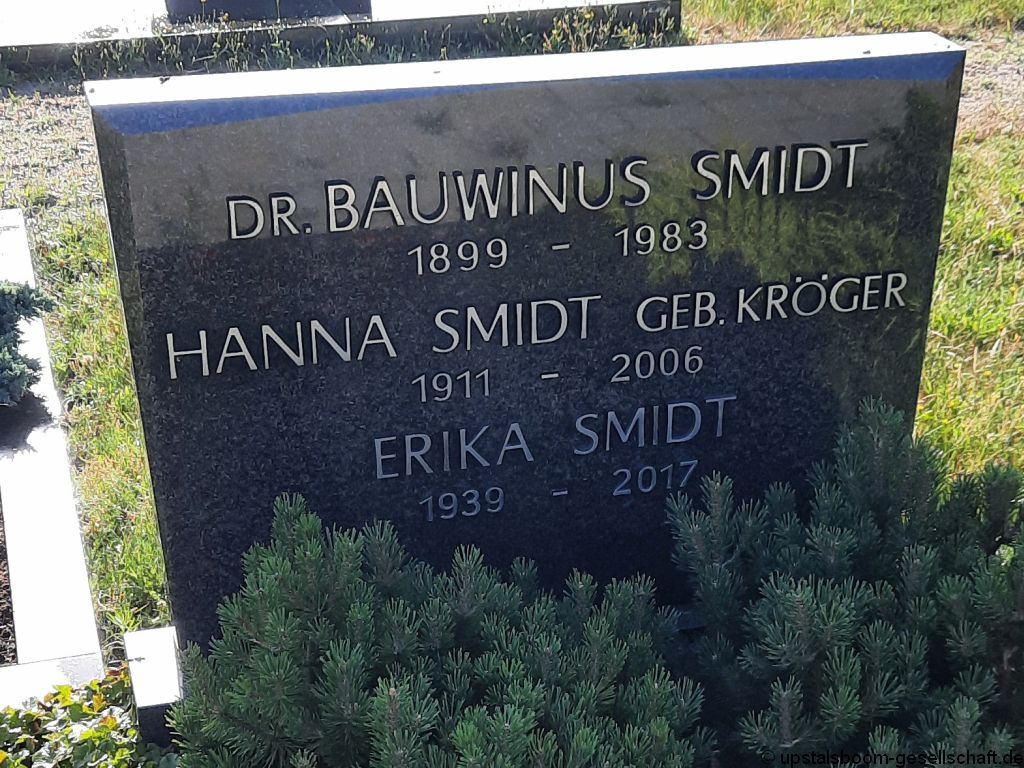 DR. BAUWINUS SMIDT
1899 – 1983
HANNA SMIDT GEB. KRÖGER
1911 – 2006
ERIKA SMIDT
1939 – 2017
© upstalsboom-gesellschaft.de